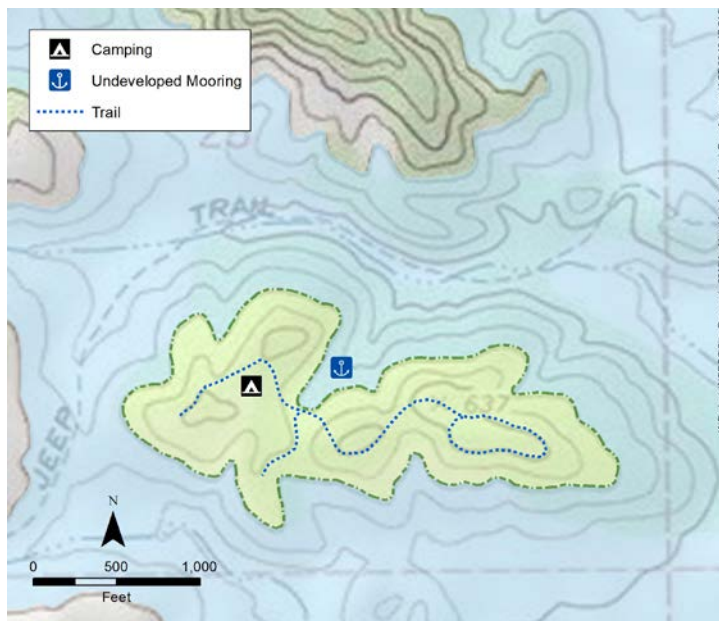 Camping
Undeveloped Mooring
Trail
TRAIL
637
JEEP
N
0 500 1,000
Feet